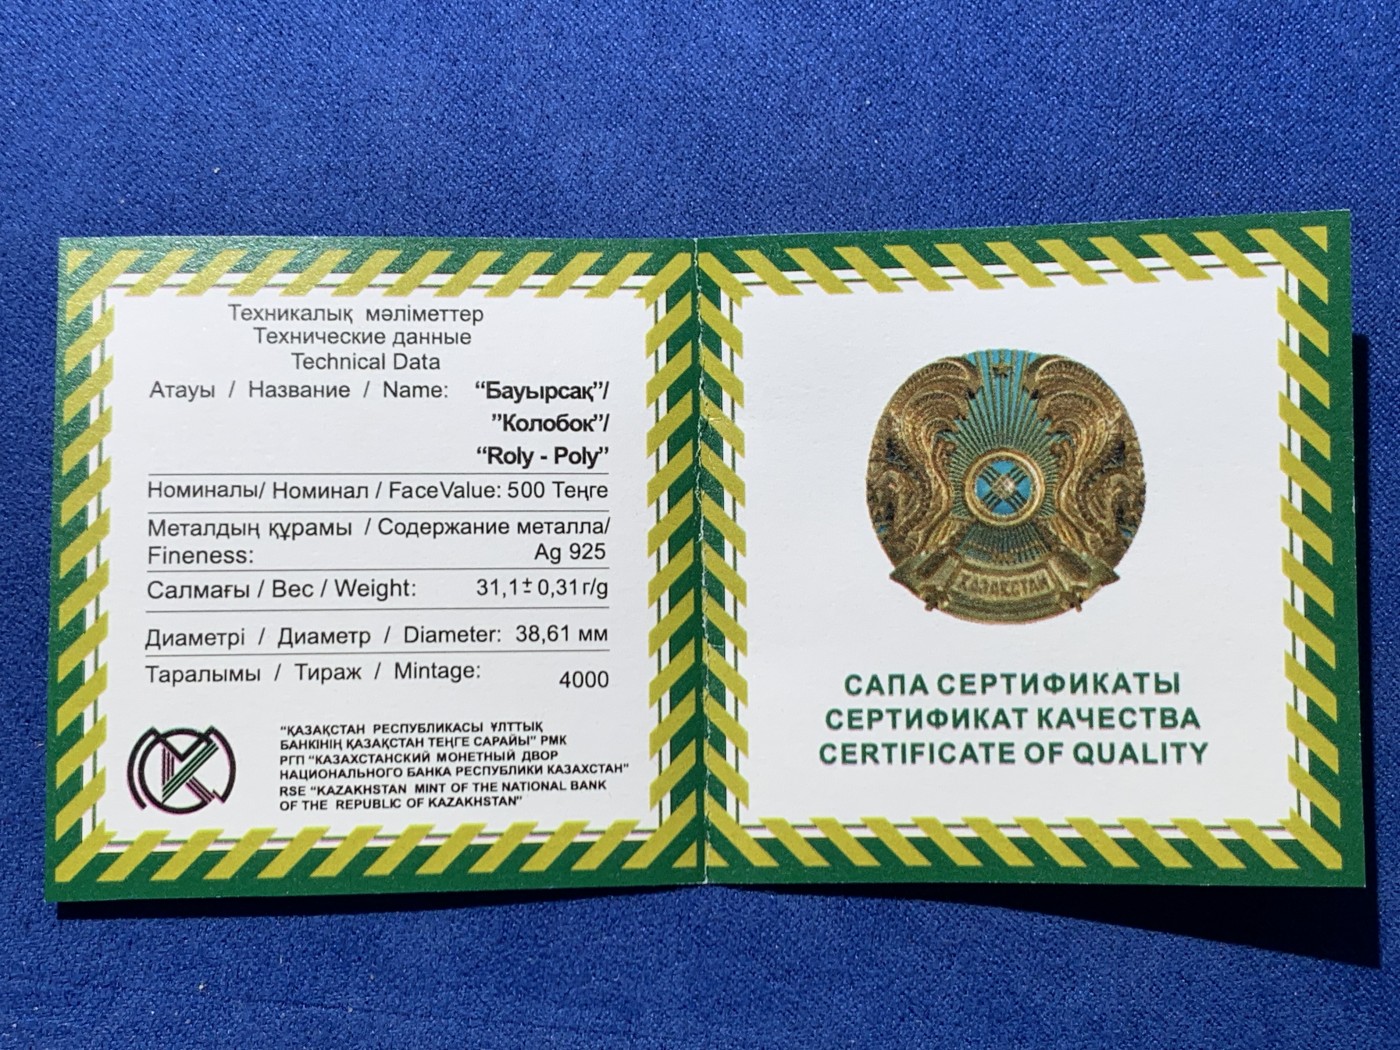 Техникалық мәліметтер
Технические данные
Technical Data
Атауы / Название / Name: “Бауырсақ”/
”Колобок”/
“Roly - Poly”
Номиналы/ Номинал / Face Value: 500 Теңге
Металдың құрамы / Содержание металла/
Fineness: Ag 925
Салмағы / Вес / Weight: 31,1± 0,31 г/g
Диаметрі / Диаметр / Diameter: 38,61 мм
Таралымы / Тираж / Mintage: 4000
“ҚАЗАҚСТАН РЕСПУБЛИКАСЫ ҰЛТТЫҚ
БАНКІНІҢ ҚАЗАҚСТАН ТЕҢГЕ САРАЙЫ” РМК
РГП “КАЗАХСТАНСКИЙ МОНЕТНЫЙ ДВОР
НАЦИОНАЛЬНОГО БАНКА РЕСПУБЛИКИ КАЗАХСТАН”
RSE “KAZAKHSTAN MINT OF THE NATIONAL BANK
OF THE REPUBLIC OF KAZAKHSTAN”
ҚАЗАҚСТАН
САПА СЕРТИФИКАТЫ
СЕРТИФИКАТ КАЧЕСТВА
CERTIFICATE OF QUALITY